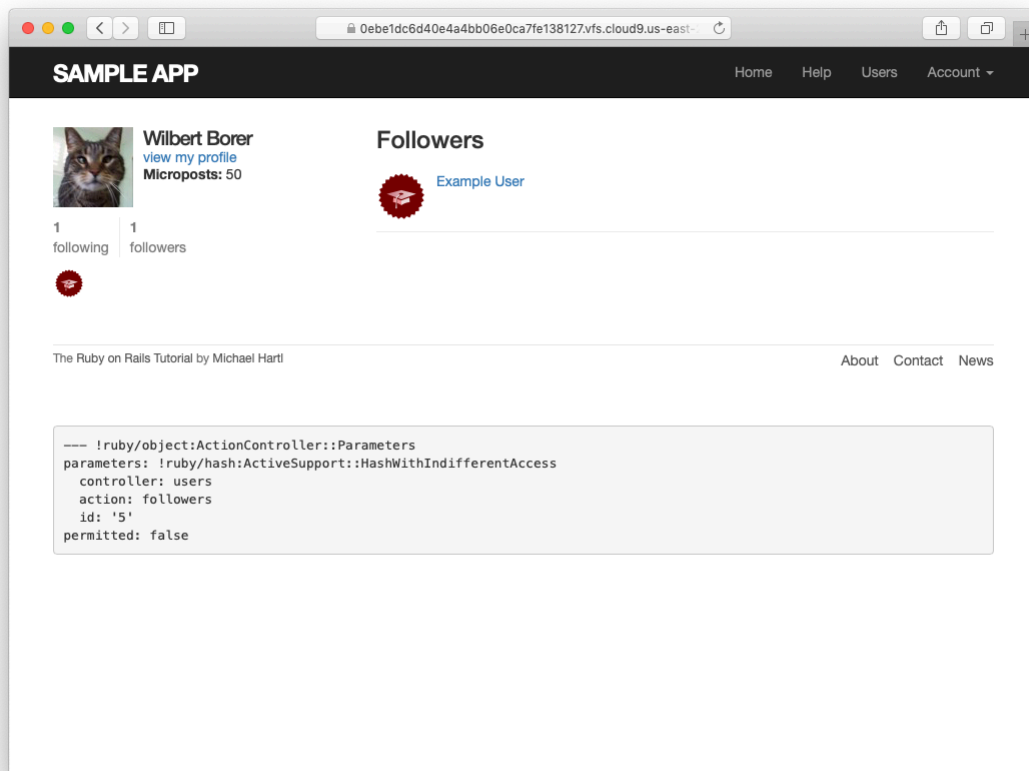 0ebe1dc6d40e4a4bb06e0ca7fe138127.vfs.cloud9.us-east-
SAMPLE APP
Home Help Users Account
Wilbert Borer
view my profile
Microposts: 50
1 1
following followers
Followers
Example User
The Ruby on Rails Tutorial by Michael Hartl
About Contact News
--- !ruby/object:ActionController::Parameters
parameters: !ruby/hash:ActiveSupport::HashWithIndifferentAccess
  controller: users
  action: followers
  id: '5'
permitted: false